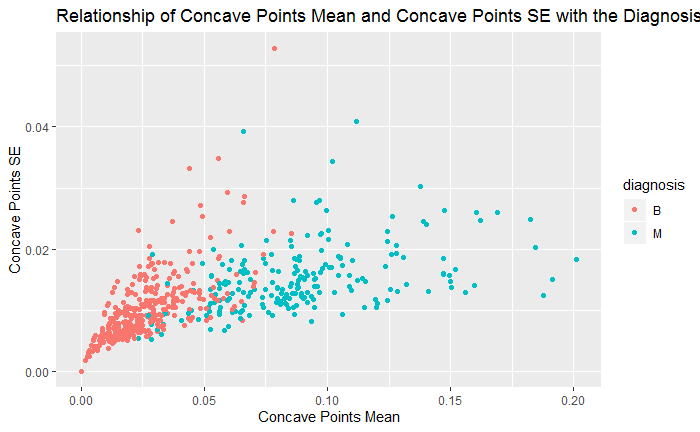 Relationship of Concave Points Mean and Concave Points SE with the Diagnosis
Concave Points SE
0.04
0.02
0.00
0.00 0.05 0.10 0.15 0.20
Concave Points Mean
diagnosis
B
M